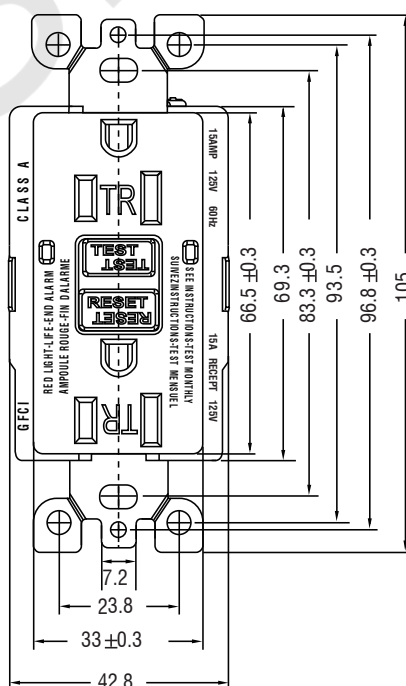 CLASS A
GFCI
RED LIGHT-LIFE-END ALARM
AMPOULE ROUGE-FIN DALARME
TR
TEST
TEST
RESET
RESET
TR
SEE INSTRUCTIONS-TEST MONTHLY
SUIVEZINSTRUCTIONS-TEST MENSUEL
15AMP 125V 60Hz
15A RECEPT 125V
66.5 ±0.3
69.3
83.3 ±0.3
93.5
96.8 ±0.3
105
7.2
23.8
33±0.3
42.8